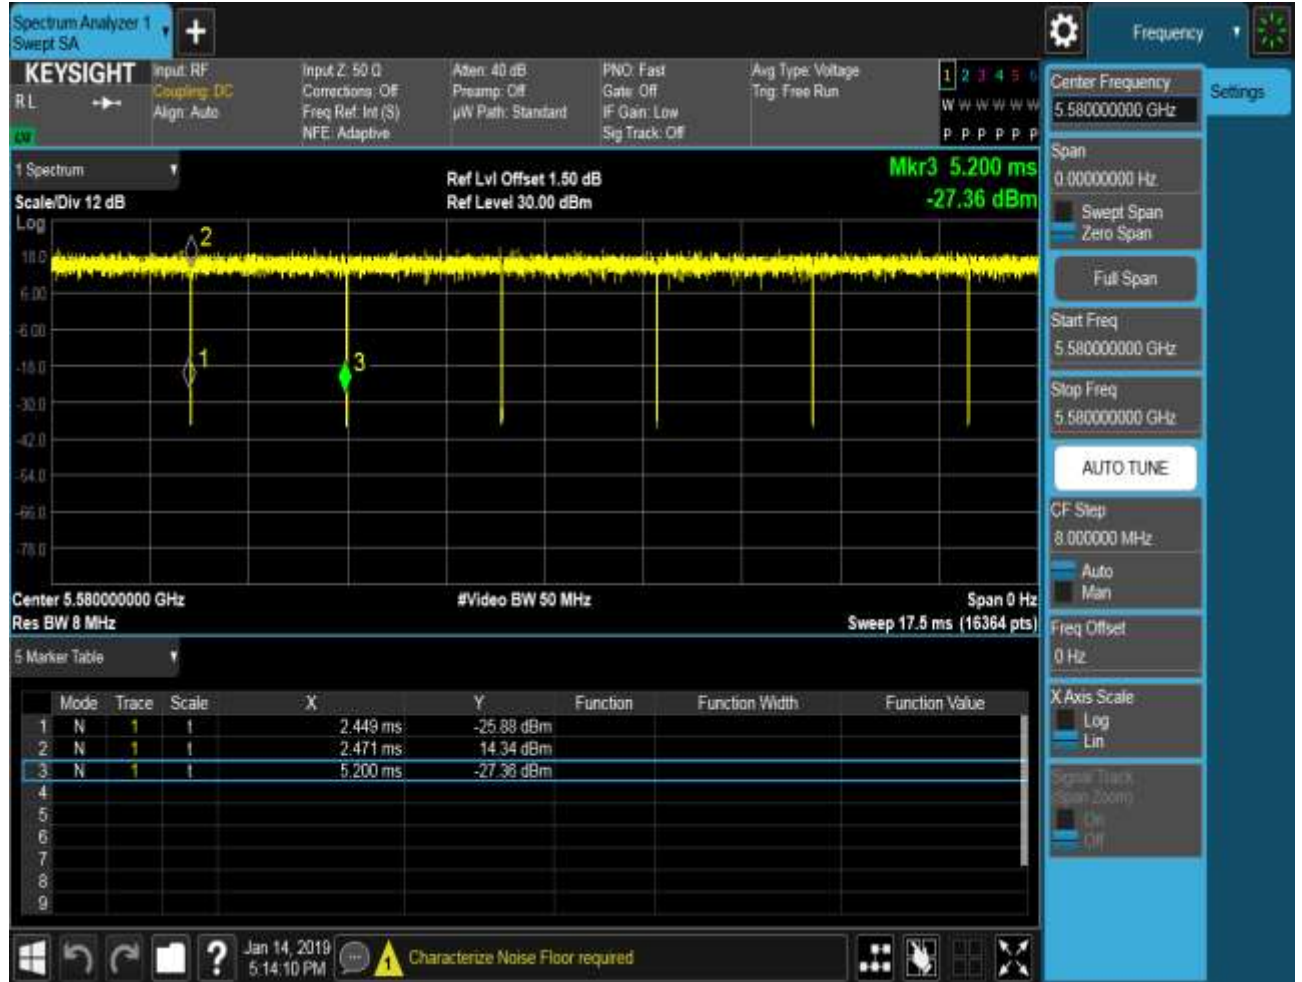 Spectrum Analyzer 1
Swept SA
+
Frequency
KEYSIGHT
RL
Input: RF
Coupling: DC
Align: Auto
Input Z: 50 Ω
Corrections: Off
Freq Ref: Int (S)
NFE: Adaptive
Atten: 40 dB
Preamp: Off
µW Path: Standard
PNO: Fast
Gate: Off
IF Gain: Low
Sig Track: Off
Avg Type: Voltage
Trig: Free Run
1 2 3 4 5 6
W W W W W W
P P P P P P
1 Spectrum
Scale/Div 12 dB
Ref Lvl Offset 1.50 dB
Ref Level 30.00 dBm
Mkr3 5.200 ms
-27.36 dBm
Log
18.0
6.00
-6.00
-18.0
-30.0
-42.0
-54.0
-66.0
-78.0
2
1
3
Center 5.580000000 GHz
#Video BW 50 MHz
Span 0 Hz
Res BW 8 MHz
Sweep 17.5 ms (16364 pts)
5 Marker Table
Mode Trace Scale X Y Function Function Width Function Value
1 N 1 t 2.449 ms -25.88 dBm
2 N 1 t 2.471 ms 14.34 dBm
3 N 1 t 5.200 ms -27.36 dBm
4
5
6
7
8
9
Center Frequency
5.580000000 GHz
Settings
Span
0.00000000 Hz
Swept Span
Zero Span
Full Span
Start Freq
5.580000000 GHz
Stop Freq
5.580000000 GHz
AUTO TUNE
CF Step
8.000000 MHz
Auto
Man
Freq Offset
0 Hz
X Axis Scale
Log
Lin
Signal Track
(Span Zoom)
On
Off
?
Jan 14, 2019
5:14:10 PM
1
Characterize Noise Floor required